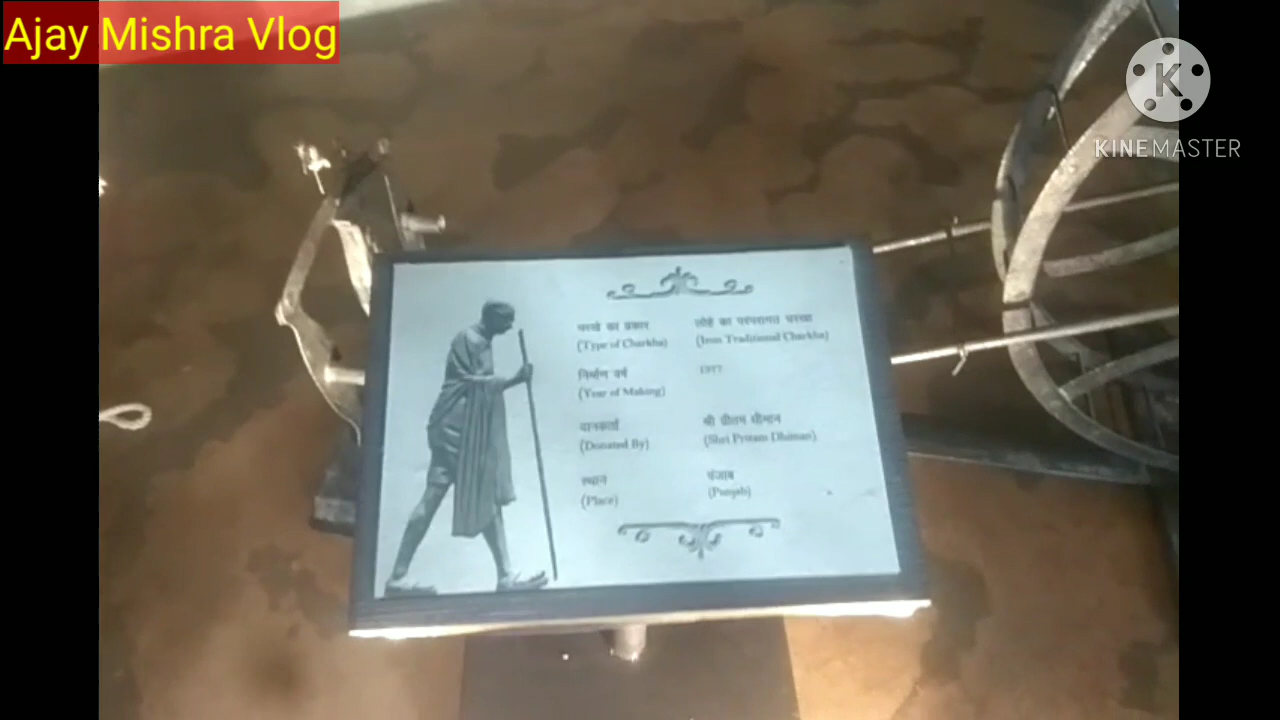 Ajay Mishra Vlog
K
KINEMASTER
चरखे का प्रकार लोहे का परंपरागत चरखा
(Type of Charkha) (Iron Traditional Charkha)
निर्माण वर्ष 1977
(Year of Making)
दानकर्ता श्री प्रीतम धीमान
(Donated By) (Shri Pritam Dhiman)
स्थान पंजाब
(Place) (Punjab)